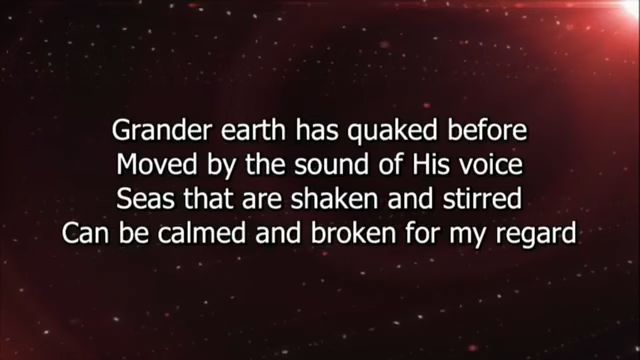 Grander earth has quaked before
Moved by the sound of His voice
Seas that are shaken and stirred
Can be calmed and broken for my regard